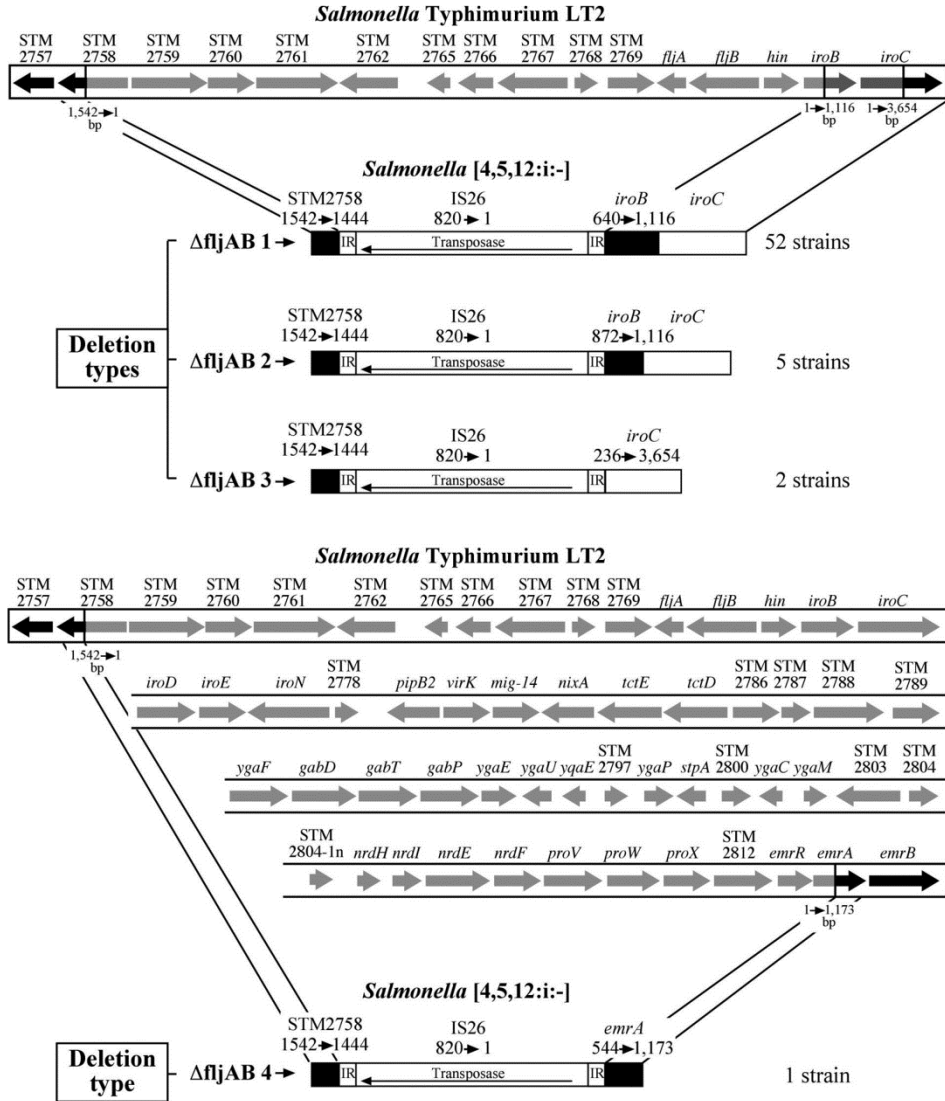 Salmonella Typhimurium LT2
STM 2757 STM 2758 STM 2759 STM 2760 STM 2761 STM 2762 STM 2765 STM 2766 STM 2767 STM 2768 STM 2769 fljA fljB hin iroB iroC
1,542→1 bp 1→1,116 bp 1→3,654 bp
Salmonella [4,5,12:i:-]
STM2758 IS26 iroB iroC
1542→1444 820→1 640→1,116
ΔfljAB 1 → IR Transposase IR 52 strains
STM2758 IS26 iroB iroC
1542→1444 820→1 872→1,116
Deletion types
ΔfljAB 2 → IR Transposase IR 5 strains
STM2758 IS26 iroC
1542→1444 820→1 236→3,654
ΔfljAB 3 → IR Transposase IR 2 strains
Salmonella Typhimurium LT2
STM 2757 STM 2758 STM 2759 STM 2760 STM 2761 STM 2762 STM 2765 STM 2766 STM 2767 STM 2768 STM 2769 fljA fljB hin iroB iroC
1,542→1 bp
iroD iroE iroN STM 2778 pipB2 virK mig-14 nixA tctE tctD STM 2786 STM 2787 STM 2788 STM 2789
ygaF gabD gabT gabP ygaE ygaU yqaE STM 2797 ygaP stpA STM 2800 ygaC ygaM STM 2803 STM 2804
STM 2804-1n nrdH nrdI nrdE nrdF proV proW proX STM 2812 emrR emrA emrB
1→1,173 bp
Salmonella [4,5,12:i:-]
STM2758 IS26 emrA
1542→1444 820→1 544→1,173
Deletion type
ΔfljAB 4 → IR Transposase IR 1 strain